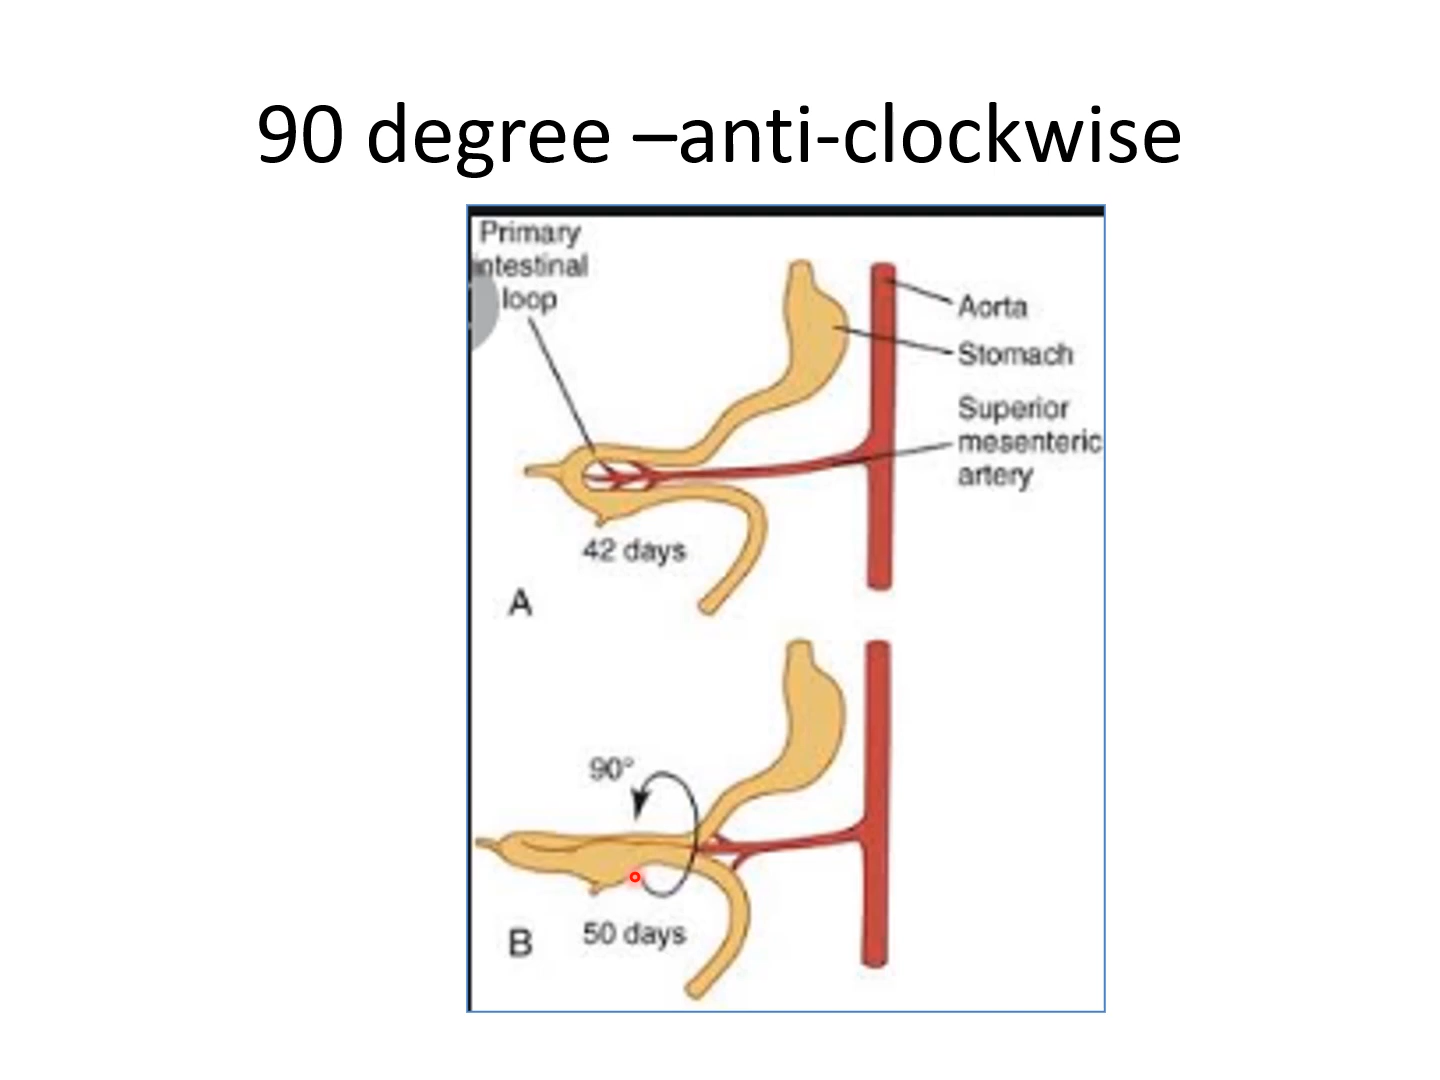 90 degree –anti-clockwise
Primary
intestinal
loop
Aorta
Stomach
Superior
mesenteric
artery
42 days
A
90°
B
50 days